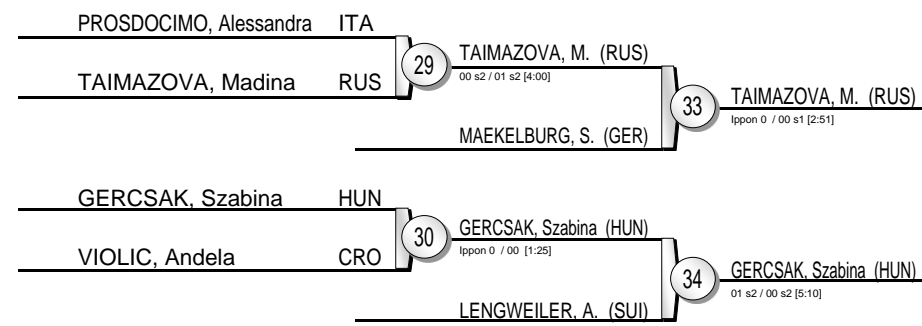 PROSDOCIMO, Alessandra ITA
29
TAIMAZOVA, M. (RUS)
00 s2 / 01 s2 [4:00]
TAIMAZOVA, Madina RUS
33
TAIMAZOVA, M. (RUS)
Ippon 0 / 00 s1 [2:51]
MAEKELBURG, S. (GER)
GERCSAK, Szabina HUN
30
GERCSAK, Szabina (HUN)
Ippon 0 / 00 [1:25]
VIOLIC, Andela CRO
34
GERCSAK, Szabina (HUN)
01 s2 / 00 s2 [5:10]
LENGWEILER, A. (SUI)